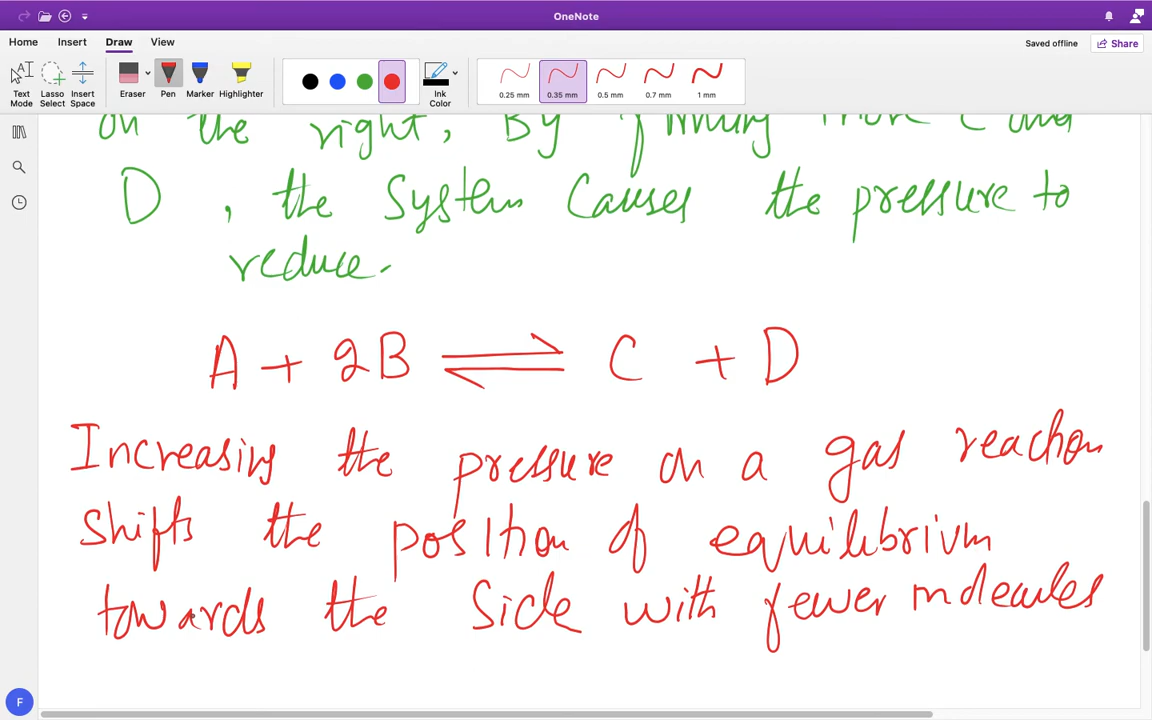 OneNote
Home Insert Draw View
Saved offline Share
Text Mode Lasso Select Insert Space Eraser Pen Marker Highlighter Ink Color 0.25 mm 0.35 mm 0.5 mm 0.7 mm 1 mm
on the right, By forming more C and
D , the System Causes the pressure to
reduce.
A + 2B ⇌ C + D
Increasing the pressure on a gas reaction
Shifts the position of equilibrium
towards the Side with fewer molecules
F